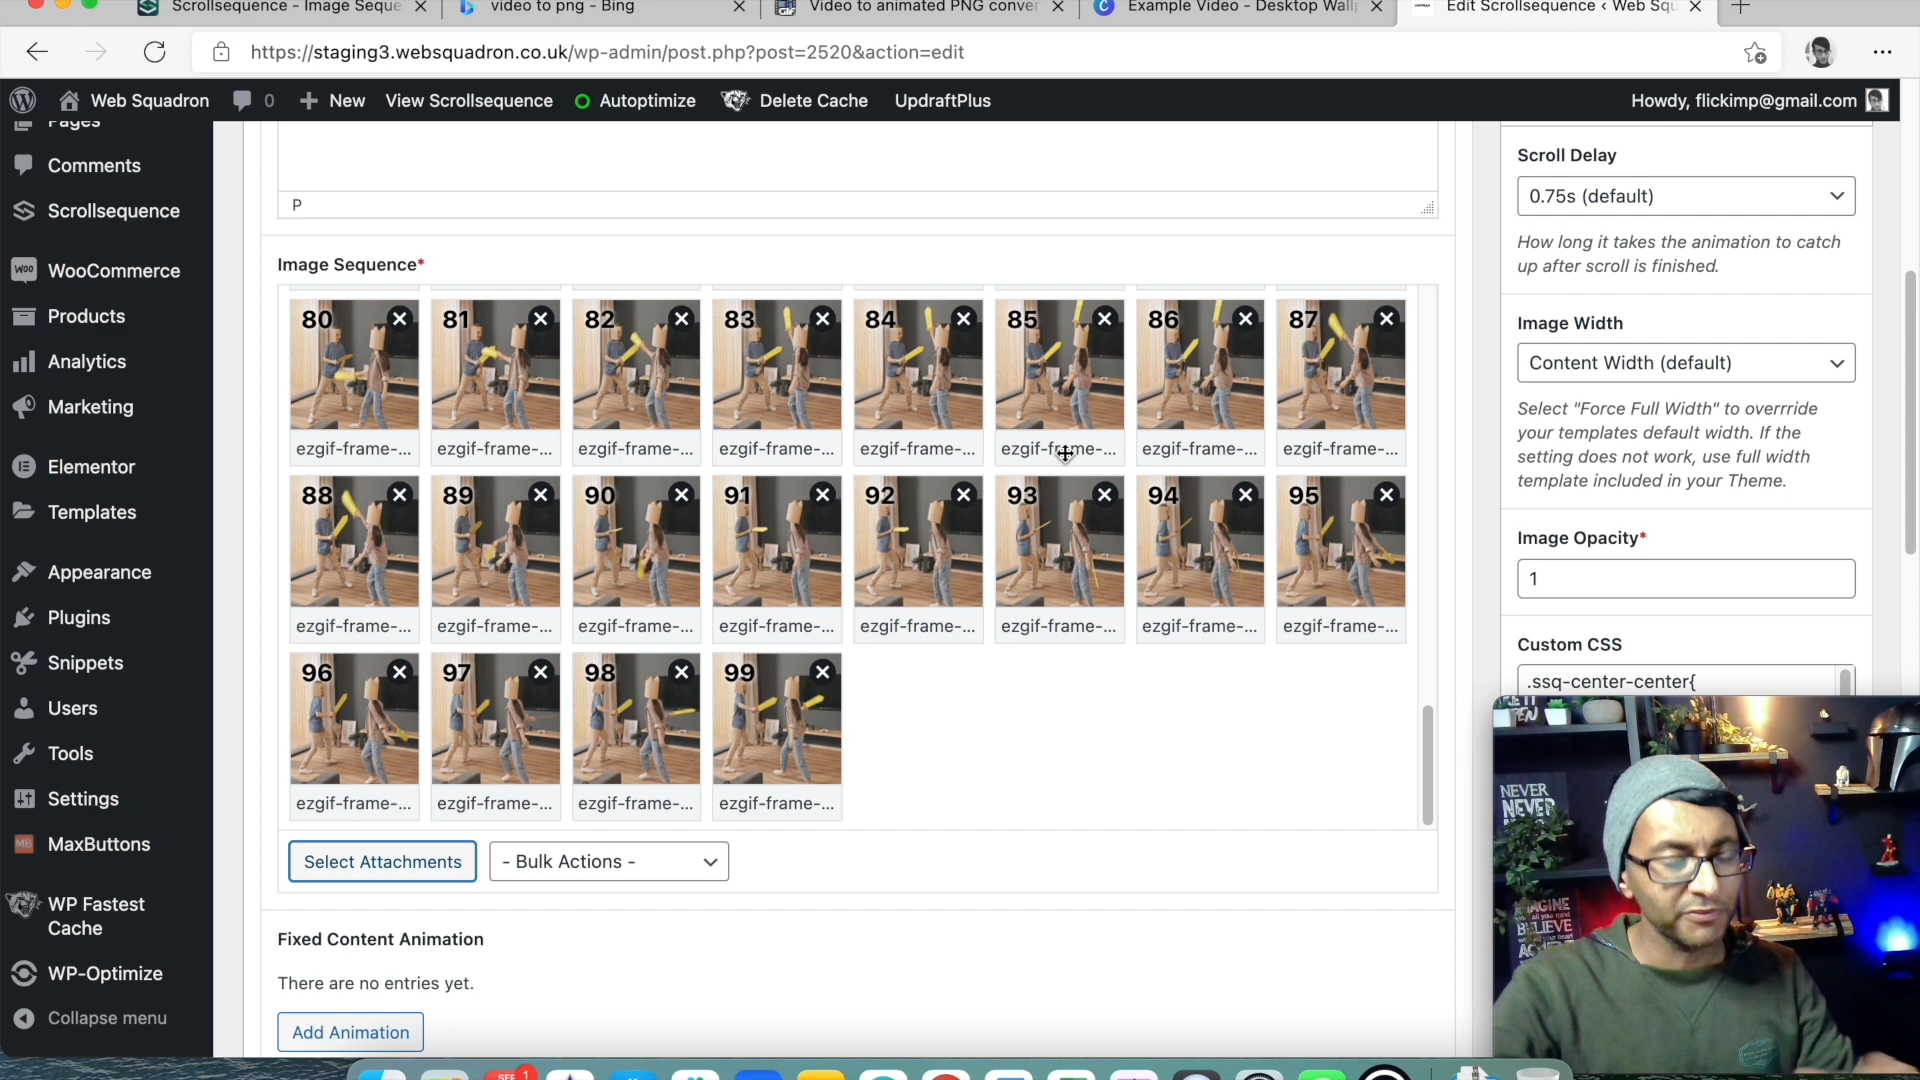 Scrollsequence - Image Seque
video to png - Bing
Video to animated PNG conver
Example Video - Desktop Wallp
Edit Scrollsequence ‹ Web Squ
https://staging3.websquadron.co.uk/wp-admin/post.php?post=2520&action=edit
Web Squadron
0
New
View Scrollsequence
Autoptimize
Delete Cache
UpdraftPlus
Howdy, flickimp@gmail.com
Pages
Comments
Scrollsequence
WooCommerce
Products
Analytics
Marketing
Elementor
Templates
Appearance
Plugins
Snippets
Users
Tools
Settings
MaxButtons
WP Fastest
Cache
WP-Optimize
Collapse menu
P
Image Sequence*
80 81 82 83 84 85 86 87
ezgif-frame-... ezgif-frame-... ezgif-frame-... ezgif-frame-... ezgif-frame-... ezgif-frame-... ezgif-frame-... ezgif-frame-...
88 89 90 91 92 93 94 95
ezgif-frame-... ezgif-frame-... ezgif-frame-... ezgif-frame-... ezgif-frame-... ezgif-frame-... ezgif-frame-... ezgif-frame-...
96 97 98 99
ezgif-frame-... ezgif-frame-... ezgif-frame-... ezgif-frame-...
Select Attachments
- Bulk Actions -
Fixed Content Animation
There are no entries yet.
Add Animation
Scroll Delay
0.75s (default)
How long it takes the animation to catch
up after scroll is finished.
Image Width
Content Width (default)
Select "Force Full Width" to overrride
your templates default width. If the
setting does not work, use full width
template included in your Theme.
Image Opacity*
1
Custom CSS
.ssq-center-center{
NEVER
NEVER
IMAGINE
BELIEVE
SEP
1